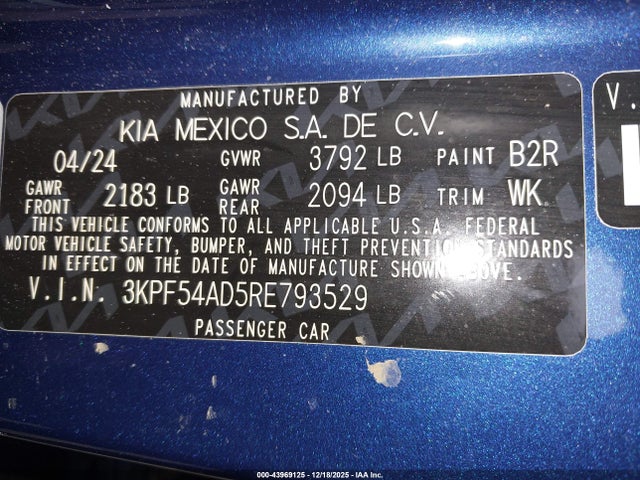 MANUFACTURED BY
KIA MEXICO S.A. DE C.V.
04/24 GVWR 3792 LB PAINT B2R
GAWR FRONT 2183 LB GAWR REAR 2094 LB TRIM WK
THIS VEHICLE CONFORMS TO ALL APPLICABLE U.S.A. FEDERAL
MOTOR VEHICLE SAFETY, BUMPER, AND THEFT PREVENTION STANDARDS
IN EFFECT ON THE DATE OF MANUFACTURE SHOWN ABOVE.
V.I.N. 3KPF54AD5RE793529
PASSENGER CAR
V.
000-43969125 - 12/18/2025 - IAA Inc.